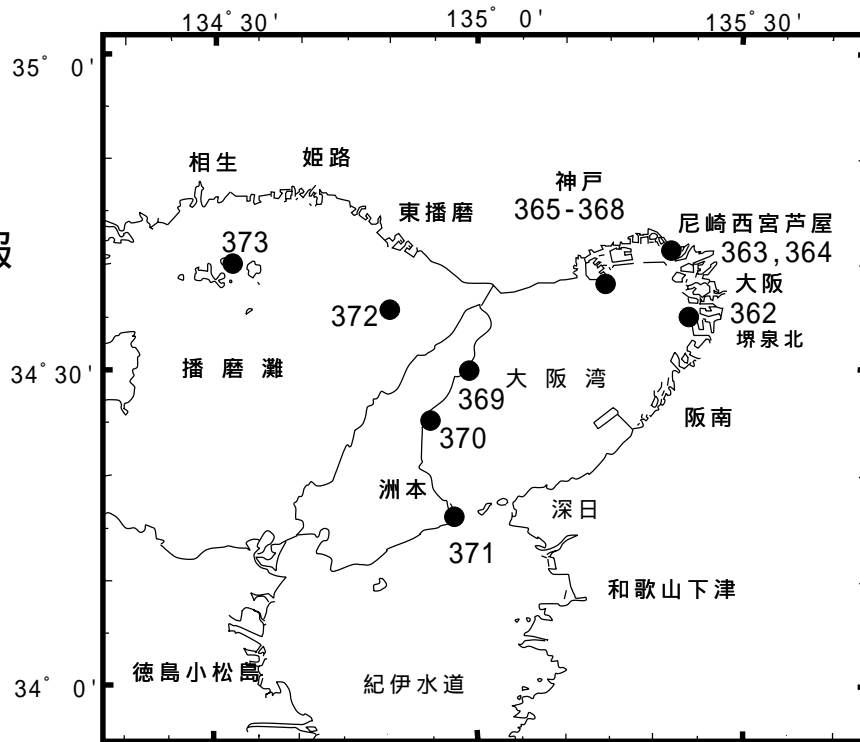 134° 30'
135° 0'
135° 30'
35° 0'
報
相生
姫路
神戸
365-368
東播磨
尼崎西宮芦屋
363,364
373
大阪
362
372
堺泉北
34° 30'
播磨灘
大阪湾
369
阪南
370
洲本
深日
371
和歌山下津
徳島小松島
紀伊水道
34° 0'